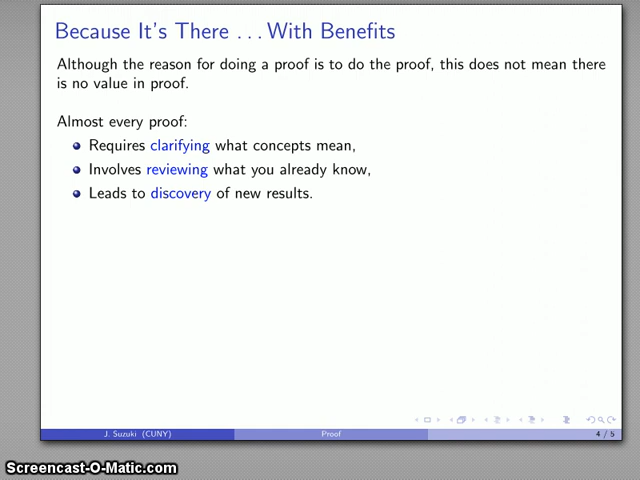 Because It's There . . . With Benefits
Although the reason for doing a proof is to do the proof, this does not mean there
is no value in proof.
Almost every proof:
Requires clarifying what concepts mean,
Involves reviewing what you already know,
Leads to discovery of new results.
J. Suzuki (CUNY) Proof 4 / 5
Screencast-O-Matic.com